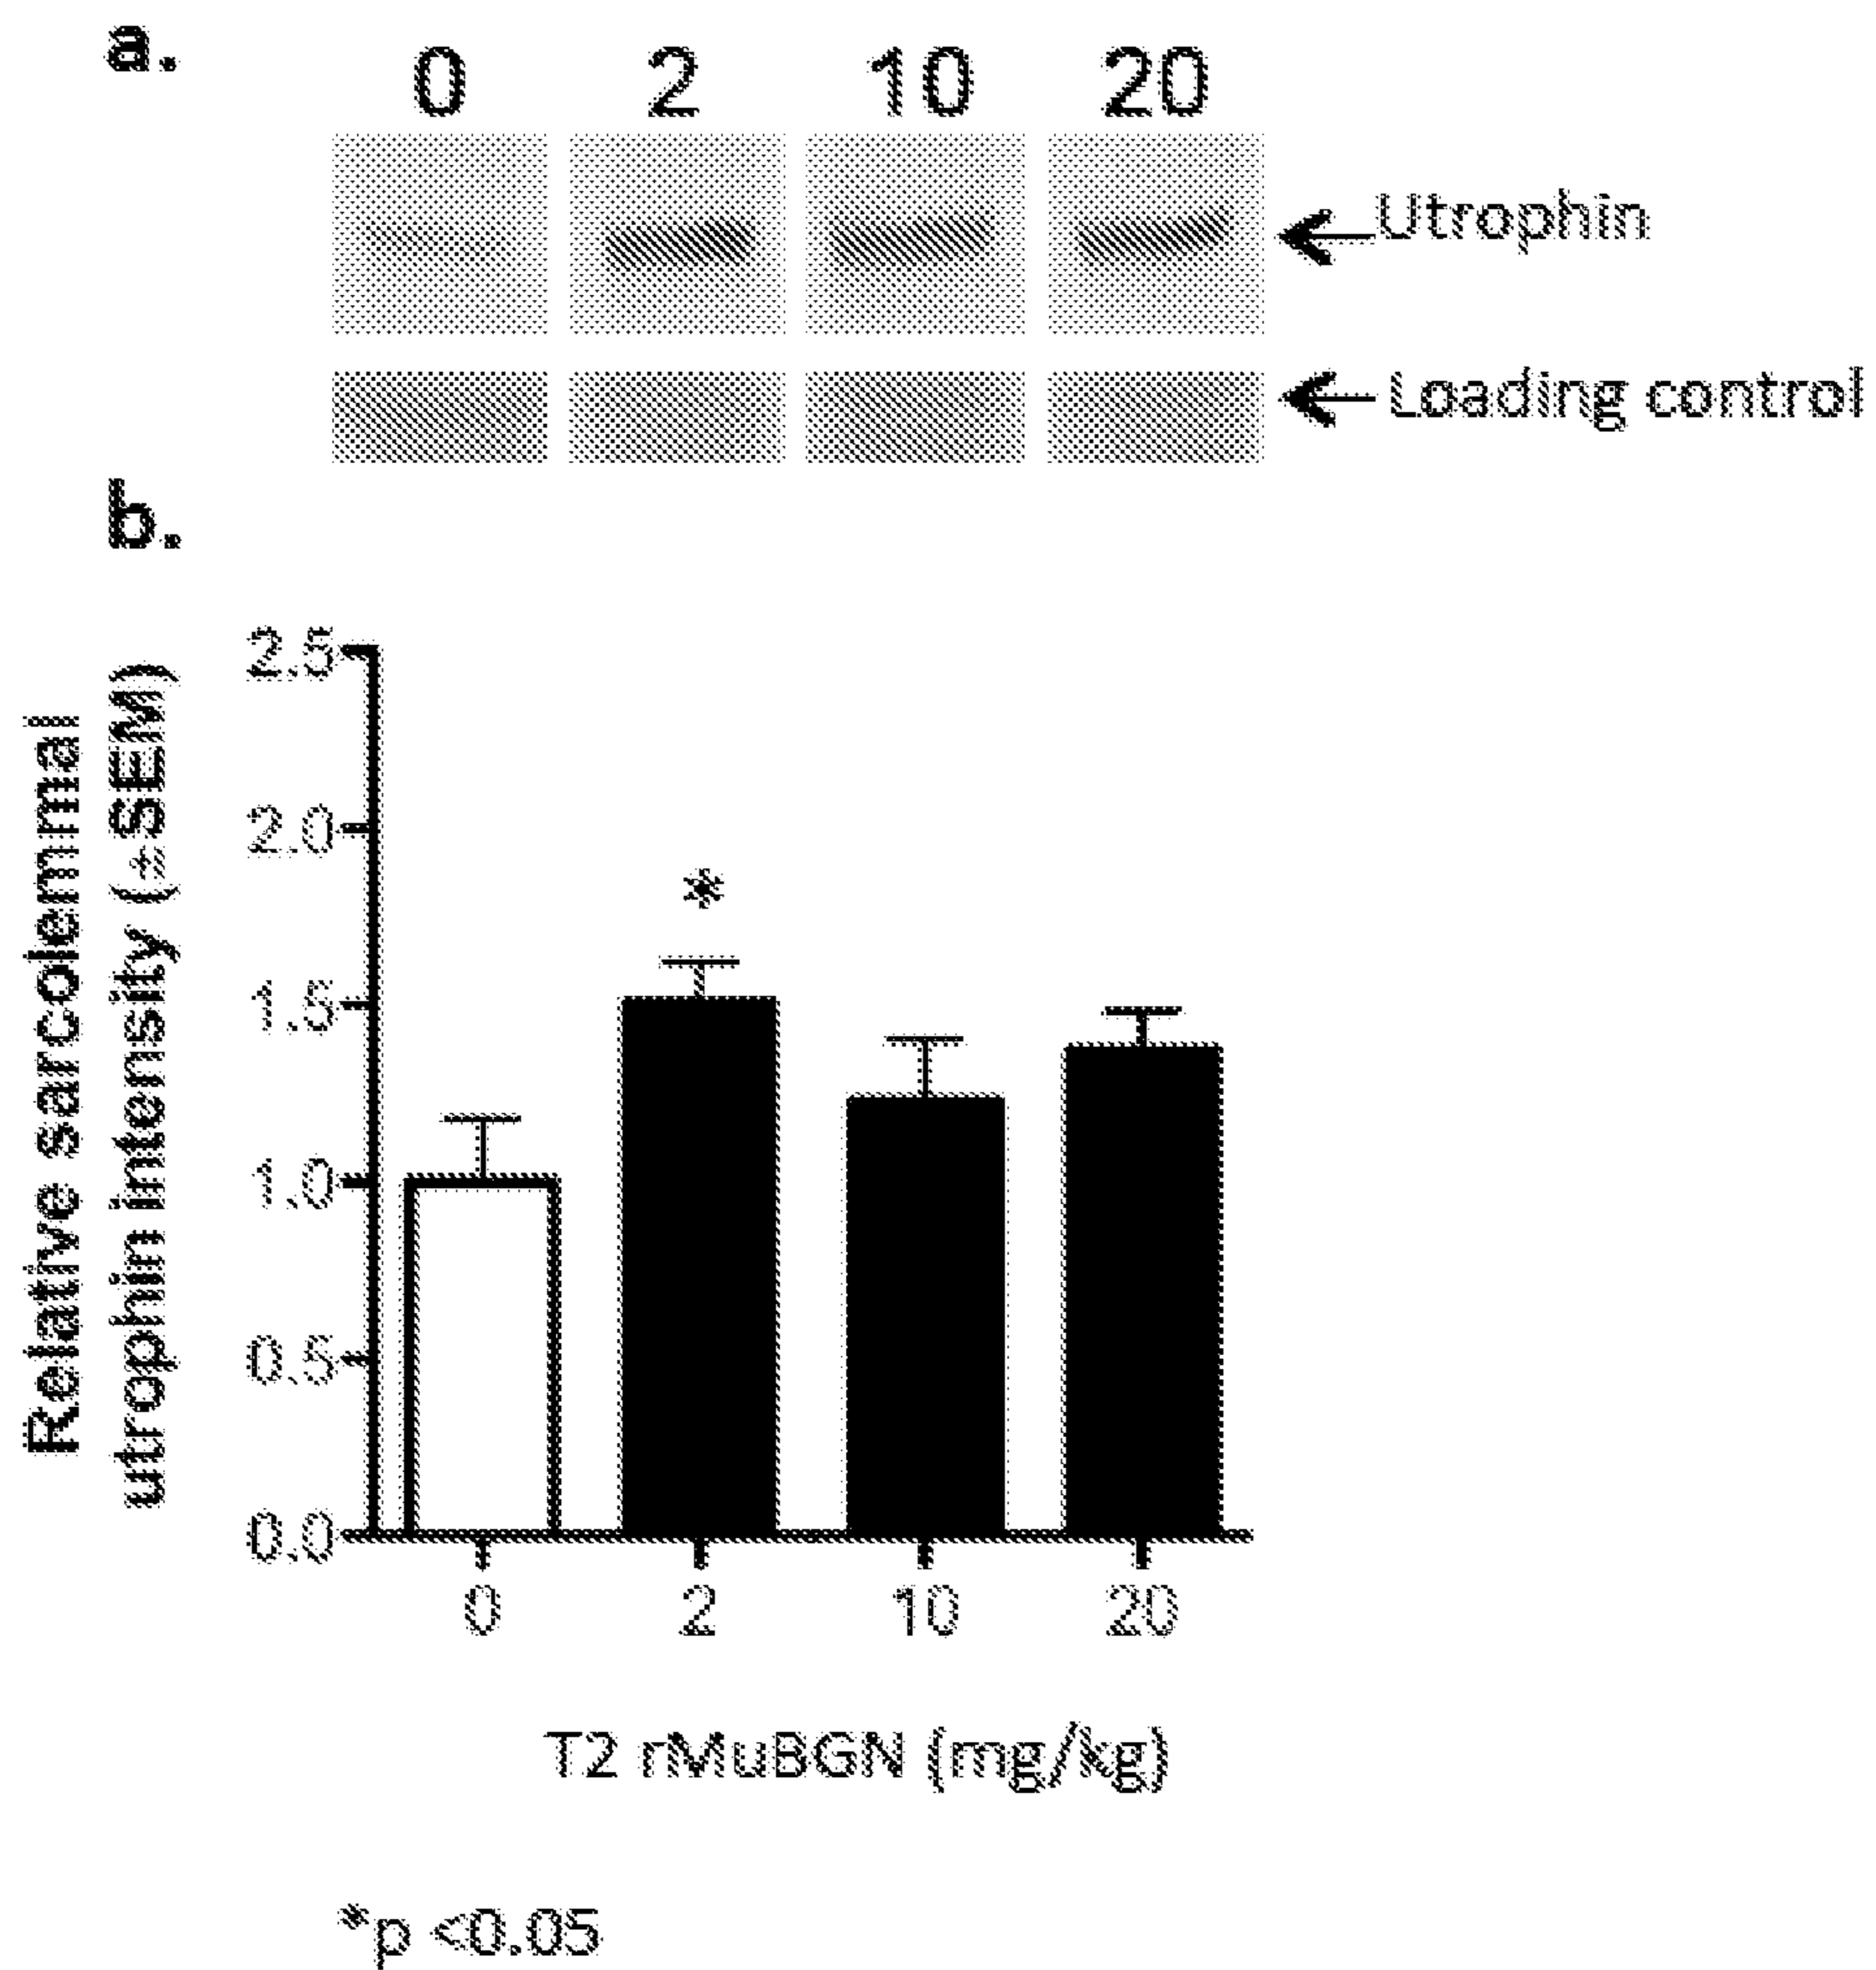 a.
0 2 10 20
Utrophin
Loading control
b.
Relative sarcolemmal
utrophin intensity (±SEM)
2.5
2.0
*
1.5
1.0
0.5
0.0
0 2 10 20
T2 rMuBGN (mg/kg)
*p <0.05